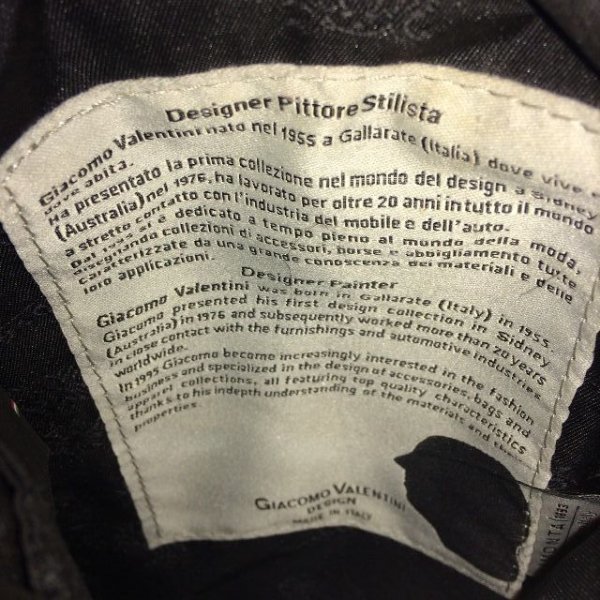 Designer Pittore Stilista
Giacomo Valentini nato nel 1955 a Gallarate (Italia) dove vive e
dove abita.
Ha presentato la prima collezione nel mondo del design a Sidney
(Australia) nel 1976, ha lavorato per oltre 20 anni in tutto il mondo
a stretto contatto con l'industria del mobile e dell'auto.
Dal si è dedicato a tempo pieno al mondo della moda,
disegnando collezioni di accessori, borse e abbigliamento tutte
caratterizzate da una grande conoscenza dei materiali e delle
loro applicazioni.
Designer Painter
Giacomo Valentini was born in Gallarate (Italy) in 1955.
Giacomo presented his first design collection in Sidney
(Australia) in 1976 and subsequently worked more than 20 years
in close contact with the furnishings and automotive industries
worldwide.
In 1995 Giacomo became increasingly interested in the fashion
business and specialized in the design of accessories, bags and
apparel collections, all featuring top quality characteristics
thanks to his indepth understanding of the materials and their
properties.
GIACOMO VALENTINI
DESIGN
MADE IN ITALY
MONTA 1893